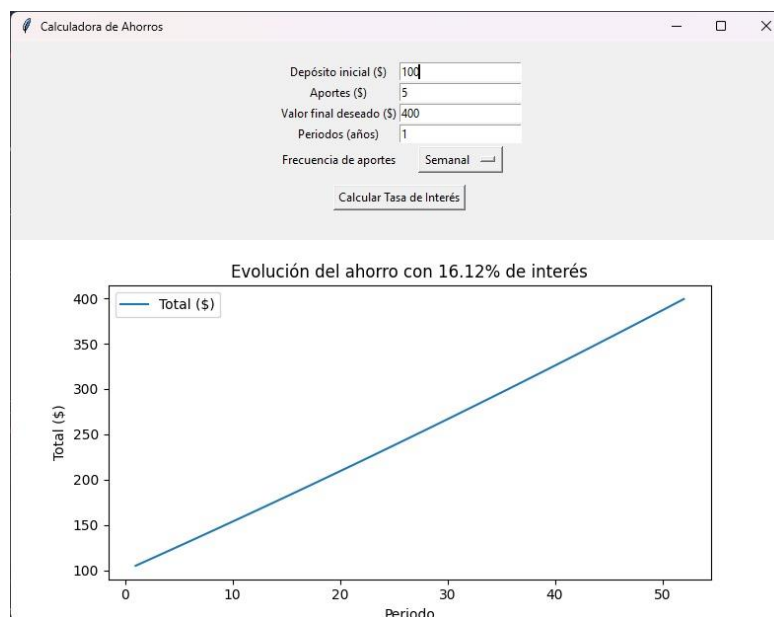 Calculadora de Ahorros
Depósito inicial ($) 100
Aportes ($) 5
Valor final deseado ($) 400
Periodos (años) 1
Frecuencia de aportes Semanal
Calcular Tasa de Interés
Evolución del ahorro con 16.12% de interés
Total ($)
400
350
300
250
200
150
100
Total ($)
0 10 20 30 40 50
Periodo